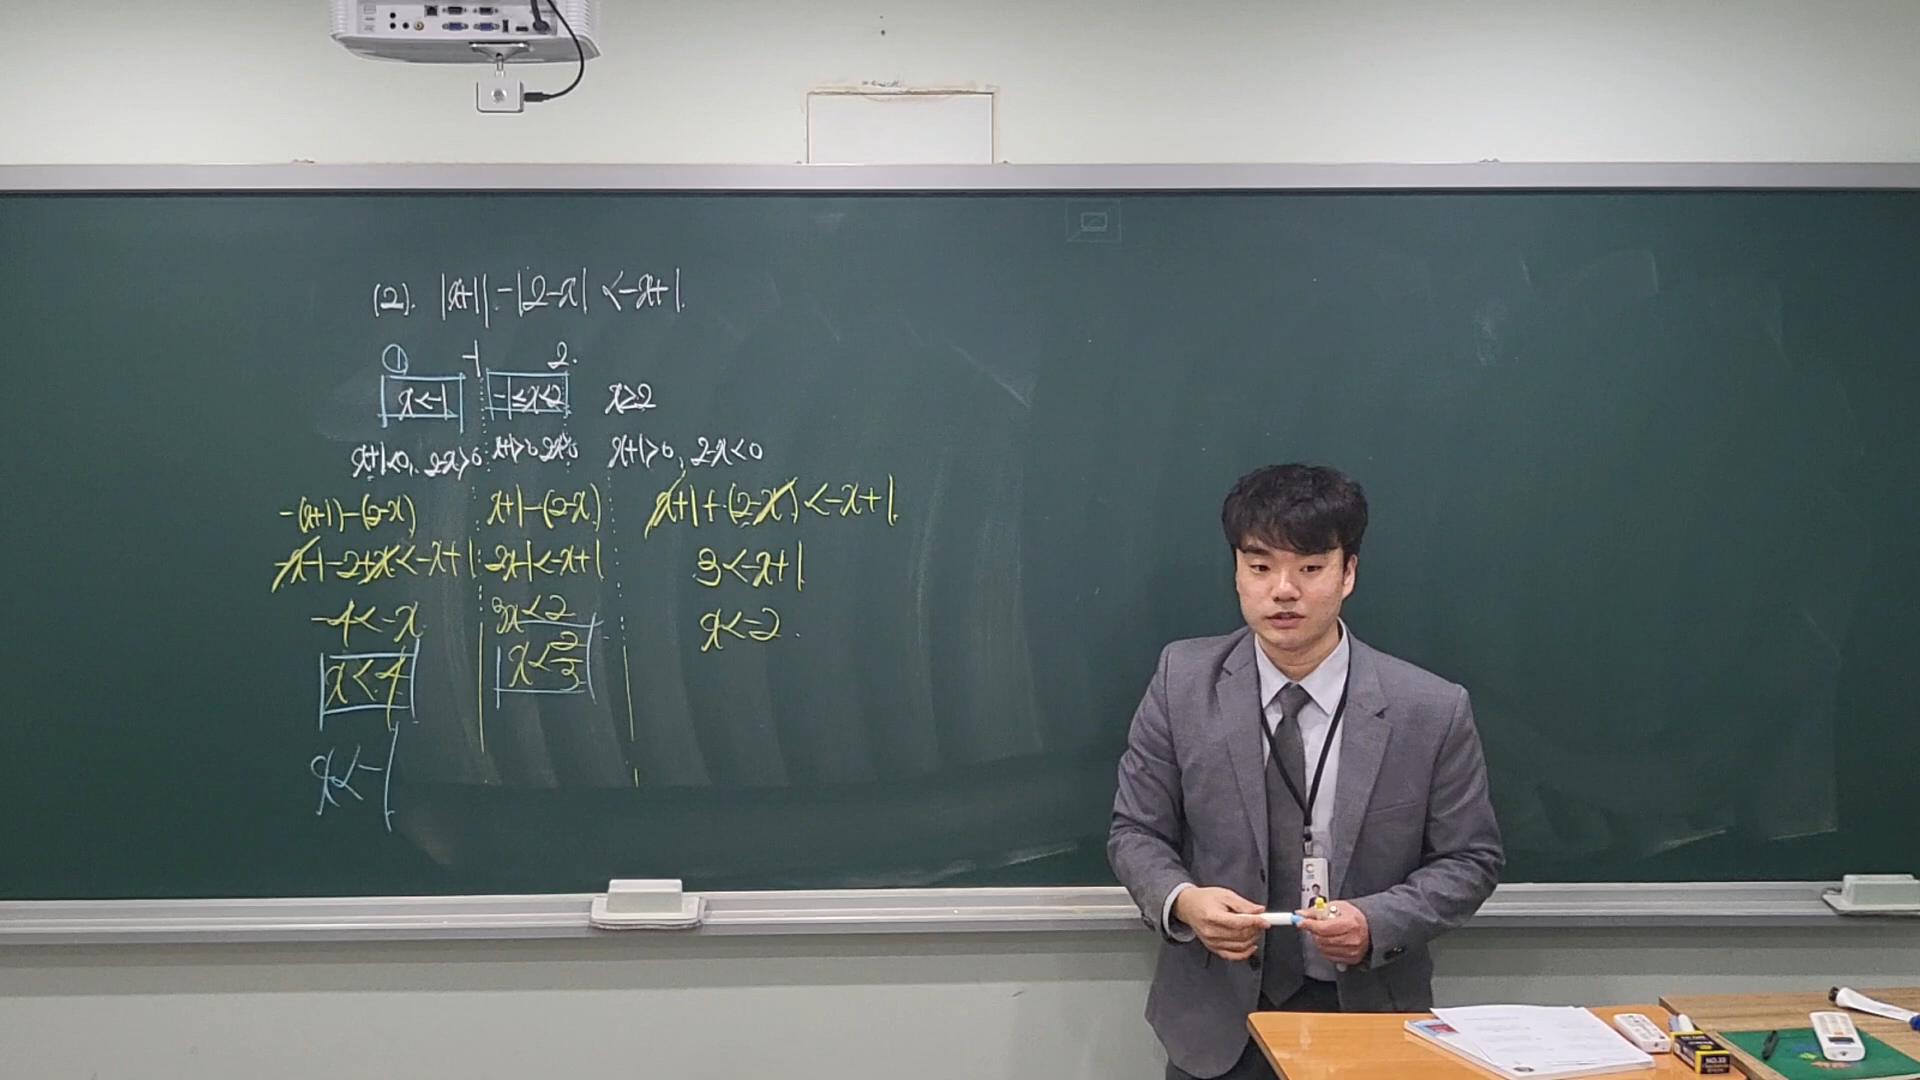 (2). |x+1|-|2-x| <-x+1.
① -1 2.
x<-1 -1≤x<2 x≥2
x+1<0, 2-x>0 x+1>0 2-x>0 x+1>0, 2-x<0
-(x+1)-(2-x) x+1-(2-x) x+1+(2-x)<-x+1.
-x-1-2+x<-x+1 2x-1<-x+1 3<-x+1
-4<-x 3x<2 x<-2.
x<4 x<2/3
x<-1